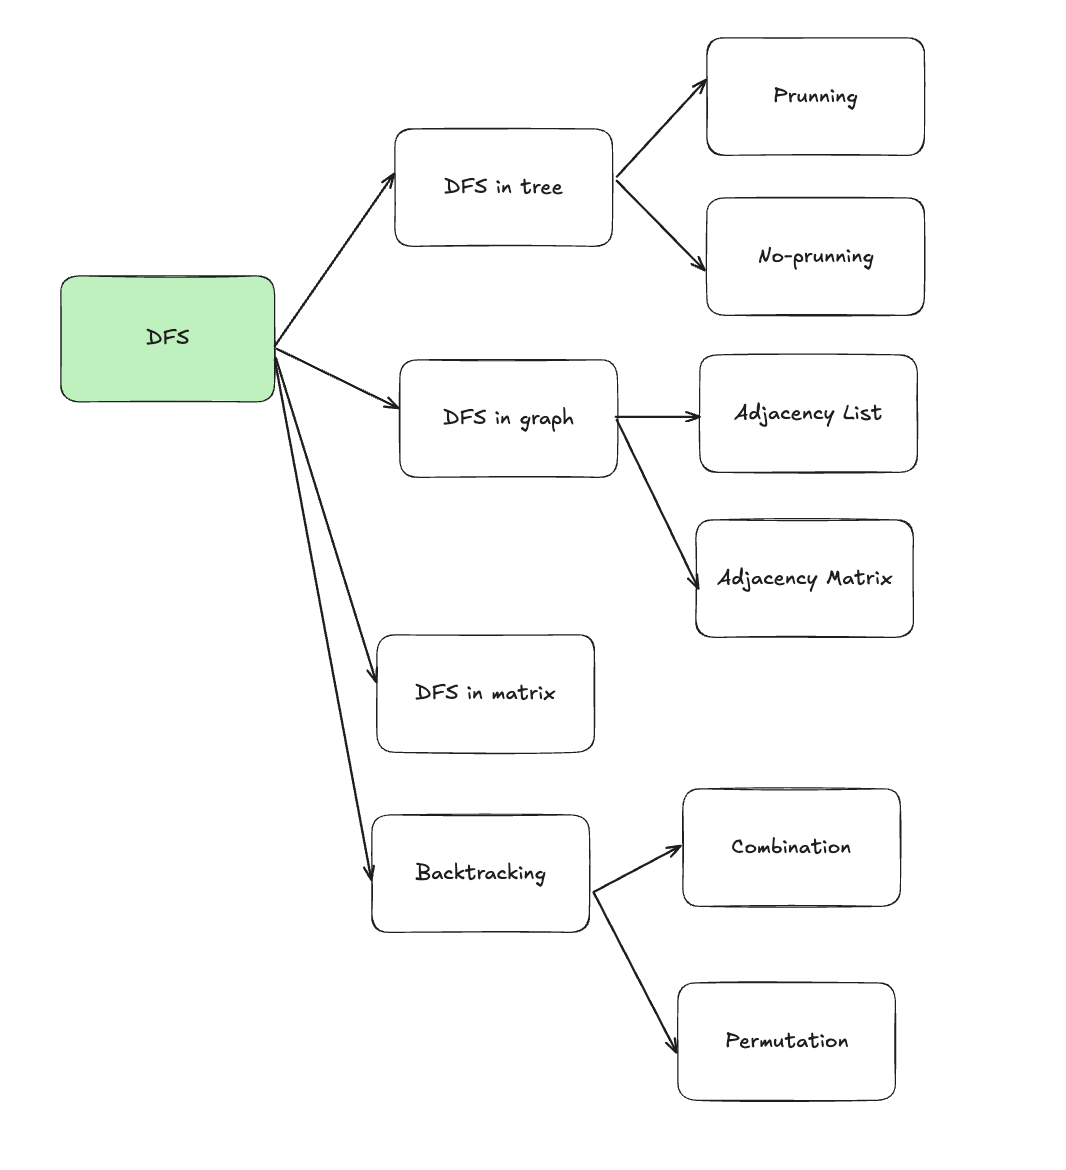 DFS
DFS in tree
Prunning
No-prunning
DFS in graph
Adjacency List
Adjacency Matrix
DFS in matrix
Backtracking
Combination
Permutation